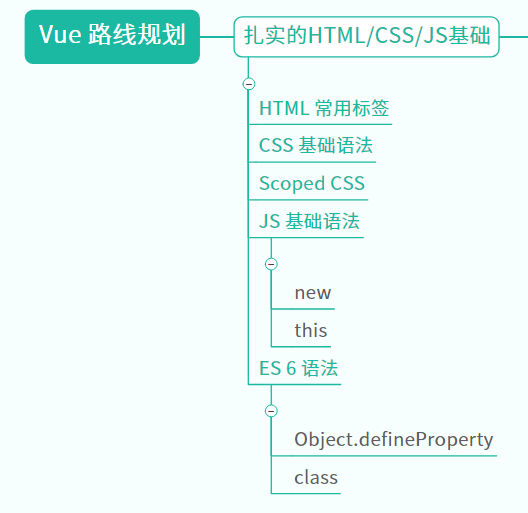 Vue 路线规划
扎实的HTML/CSS/JS基础
HTML 常用标签
CSS 基础语法
Scoped CSS
JS 基础语法
new
this
ES 6 语法
Object.defineProperty
class